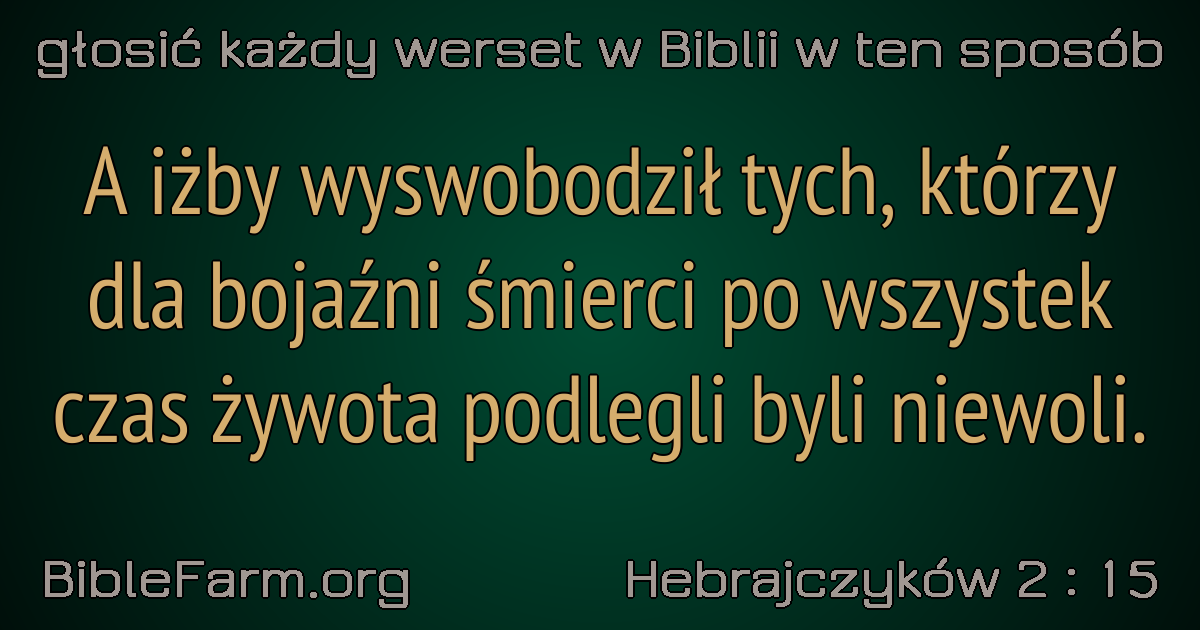 głosić każdy werset w Biblii w ten sposób
A iżby wyswobodził tych, którzy
dla bojaźni śmierci po wszystek
czas żywota podlegli byli niewoli.
BibleFarm.org
Hebrajczyków 2 : 15